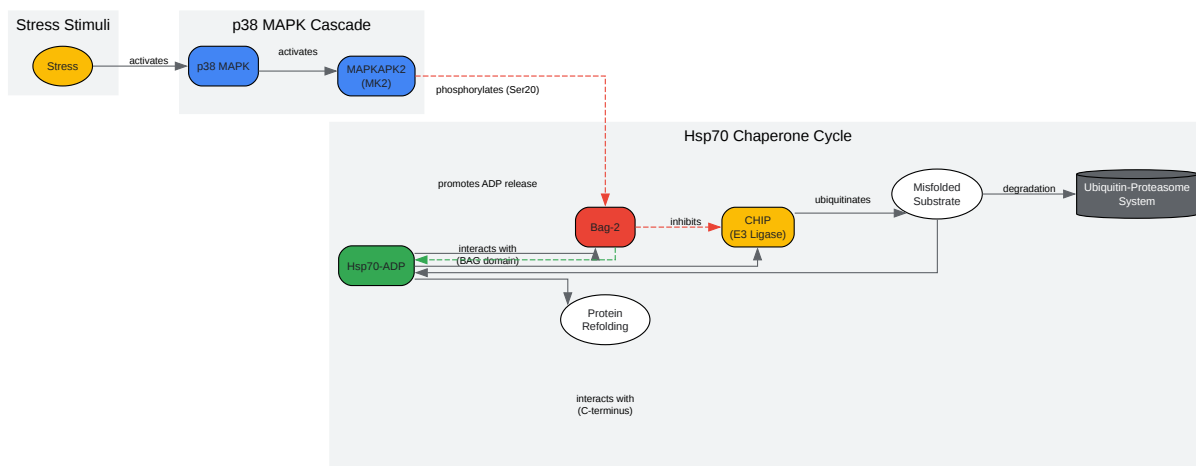 Stress Stimuli
p38 MAPK Cascade
Stress
activates
p38 MAPK
activates
MAPKAPK2
(MK2)
phosphorylates (Ser20)
Hsp70 Chaperone Cycle
promotes ADP release
Bag-2
inhibits
CHIP
(E3 Ligase)
ubiquitinates
Misfolded
Substrate
degradation
Ubiquitin-Proteasome
System
Hsp70-ADP
interacts with
(BAG domain)
Protein
Refolding
interacts with
(C-terminus)